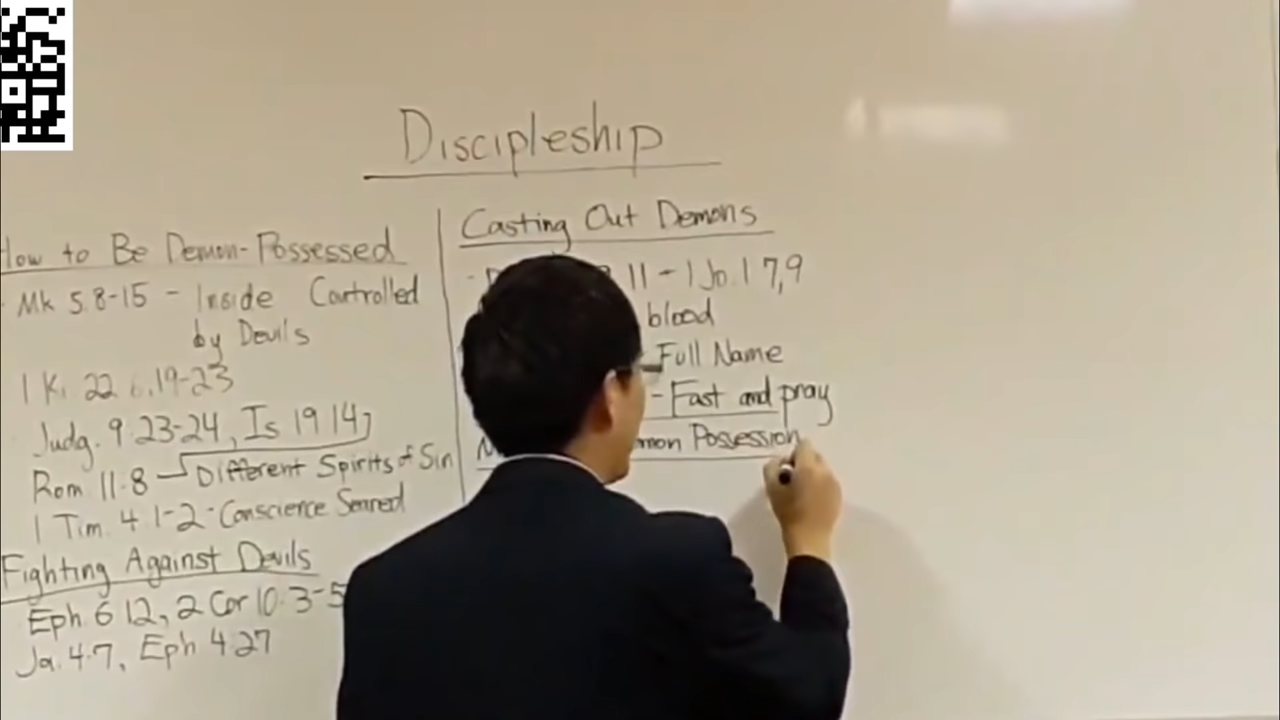 Discipleship
How to Be Demon-Possessed
- Mk 5.8-15 - Inside Controlled
by Devils
1 Ki. 22 6,19-23
Judg. 9.23-24, Is 19 14
Rom. 11-8 Different Spirits of Sin
1 Tim. 4 1-2 - Conscience Seared
Fighting Against Devils
Eph. 6 12, 2 Cor 10. 3-5
Ja. 4.7, Eph 4.27
Casting Out Demons
11 - 1 Jo. 1 7,9
blood
Full Name
- Fast and pray
Possession